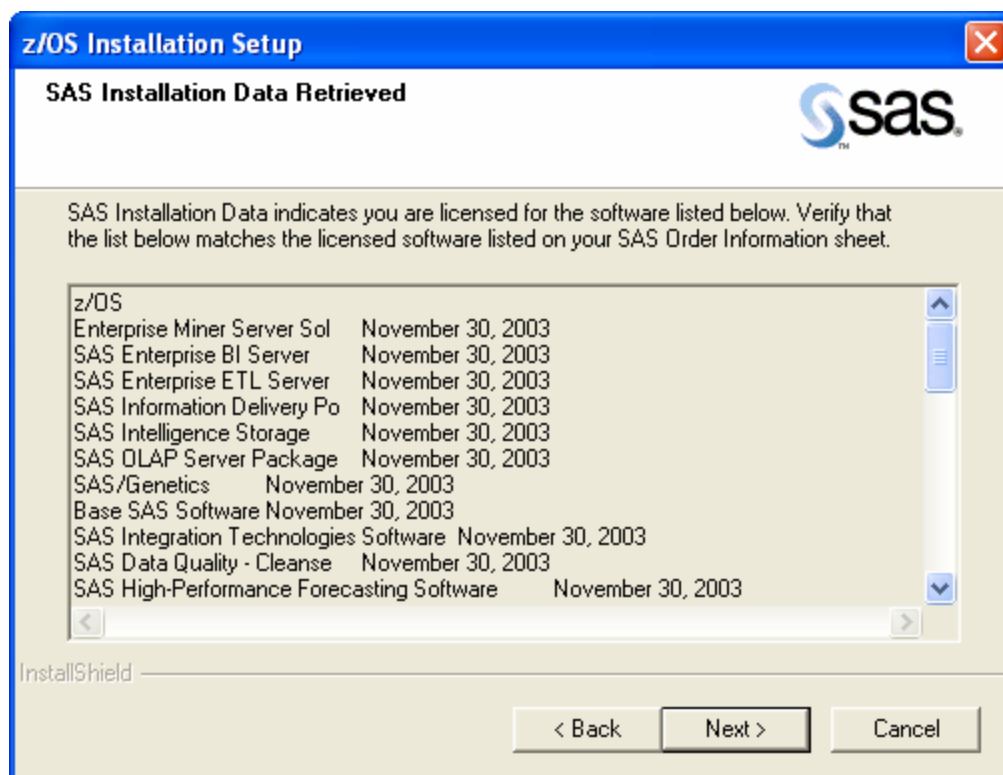 z/OS Installation Setup
SAS Installation Data Retrieved
sas
TM
®
SAS Installation Data indicates you are licensed for the software listed below. Verify that
the list below matches the licensed software listed on your SAS Order Information sheet.
z/OS
Enterprise Miner Server Sol November 30, 2003
SAS Enterprise BI Server November 30, 2003
SAS Enterprise ETL Server November 30, 2003
SAS Information Delivery Po November 30, 2003
SAS Intelligence Storage November 30, 2003
SAS OLAP Server Package November 30, 2003
SAS/Genetics November 30, 2003
Base SAS Software November 30, 2003
SAS Integration Technologies Software November 30, 2003
SAS Data Quality - Cleanse November 30, 2003
SAS High-Performance Forecasting Software November 30, 2003
InstallShield
< Back Next > Cancel